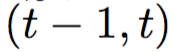 (t − 1, t)